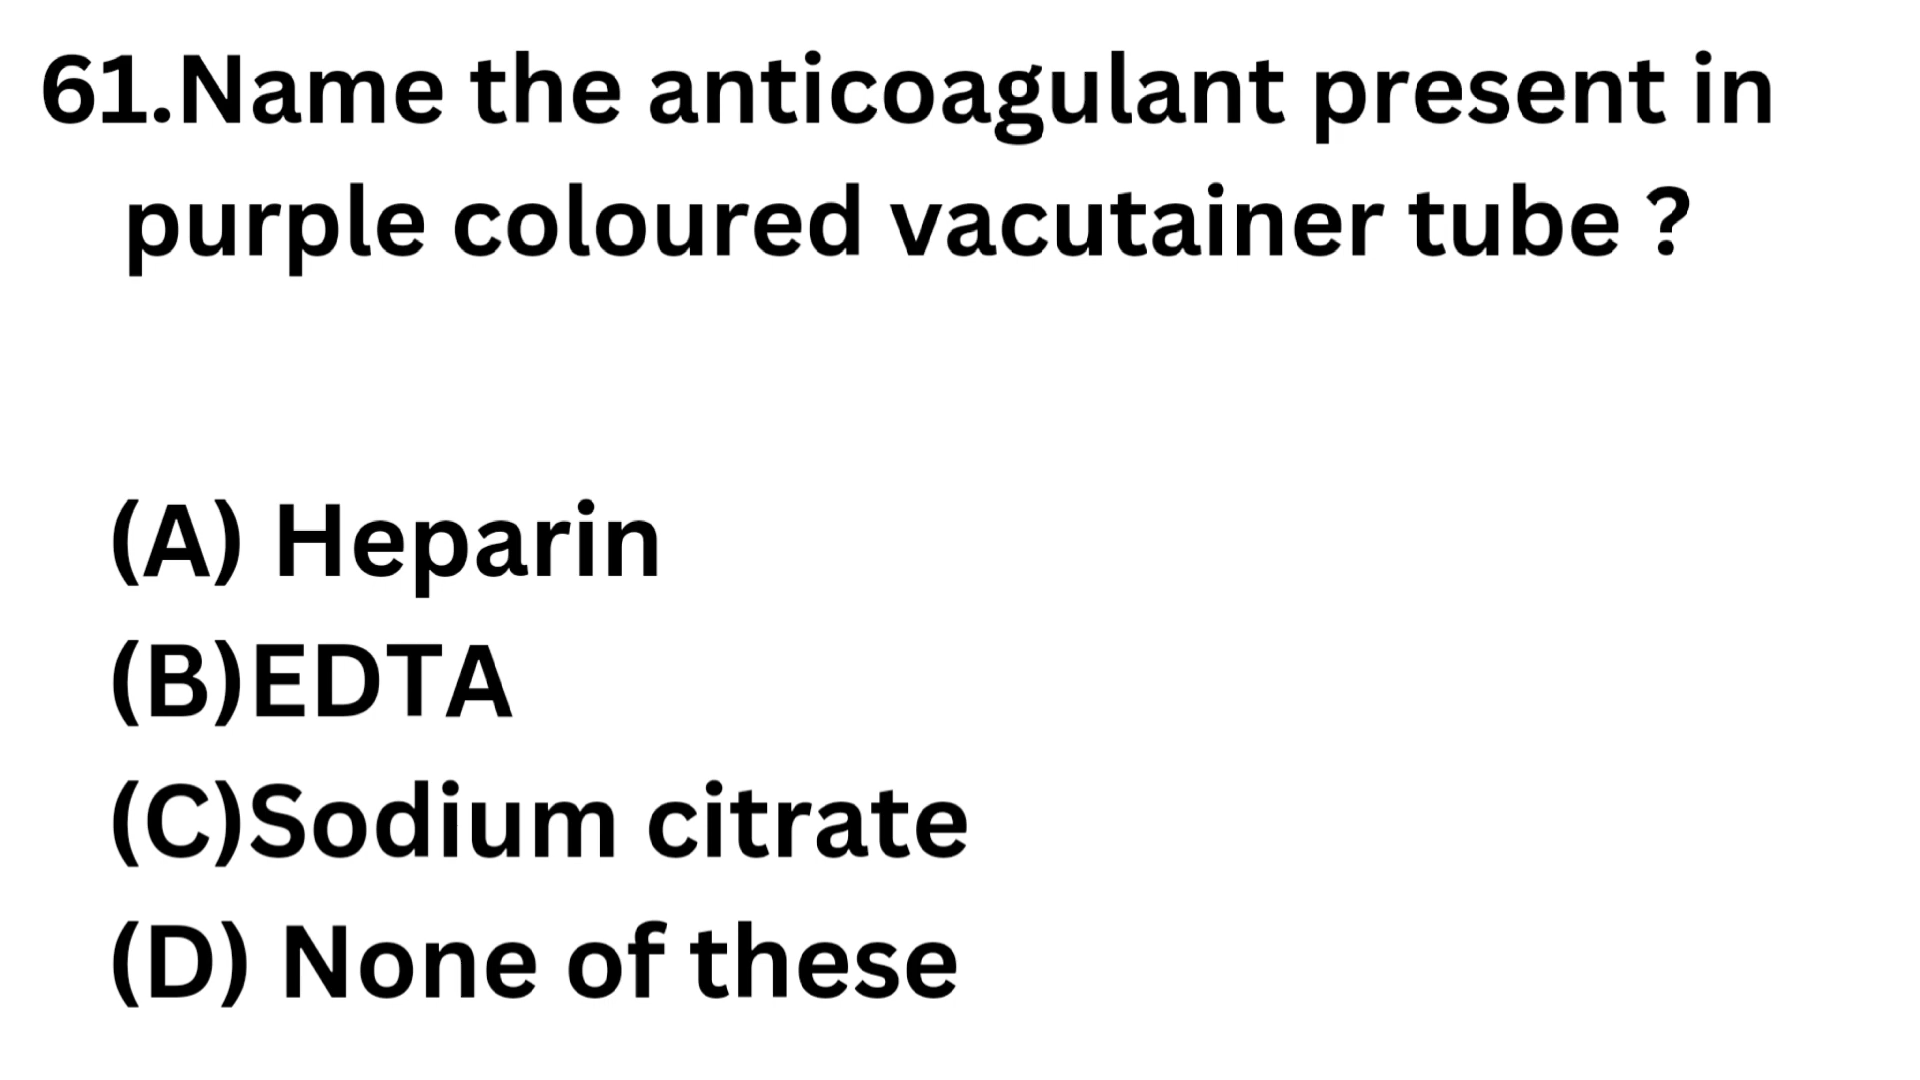 61.Name the anticoagulant present in
purple coloured vacutainer tube ?
(A) Heparin
(B)EDTA
(C)Sodium citrate
(D) None of these